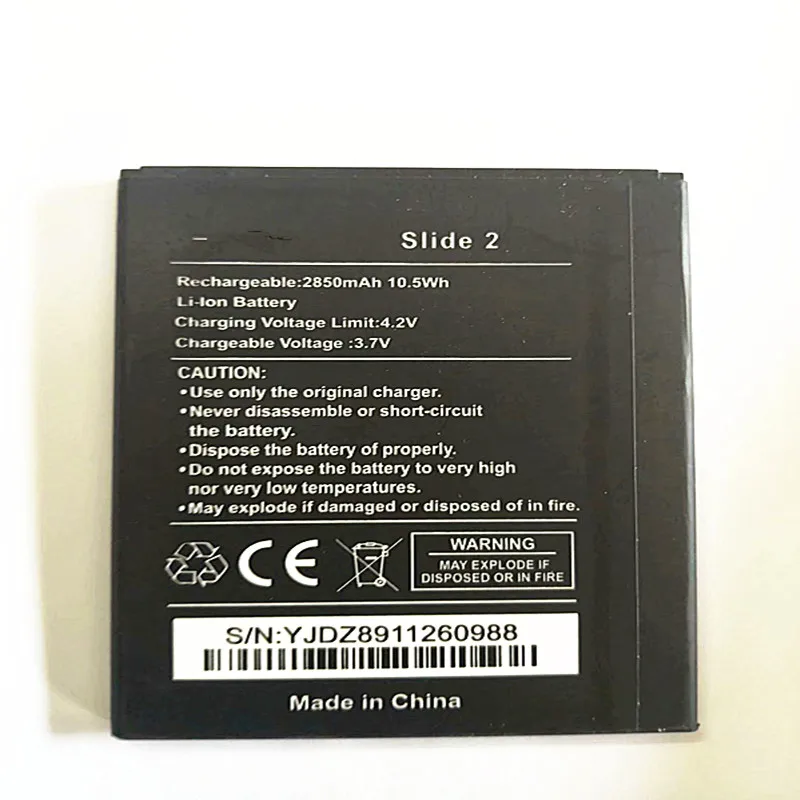 Slide 2
Rechargeable:2850mAh 10.5Wh
Li-Ion Battery
Charging Voltage Limit:4.2V
Chargeable Voltage :3.7V
CAUTION:
•Use only the original charger.
•Never disassemble or short-circuit
the battery.
•Dispose the battery of properly.
•Do not expose the battery to very high
nor very low temperatures.
•May explode if damaged or disposed of in fire.
CE
WARNING
MAY EXPLODE IF
DISPOSED OR IN FIRE
S/N:YJDZ8911260988
Made in China